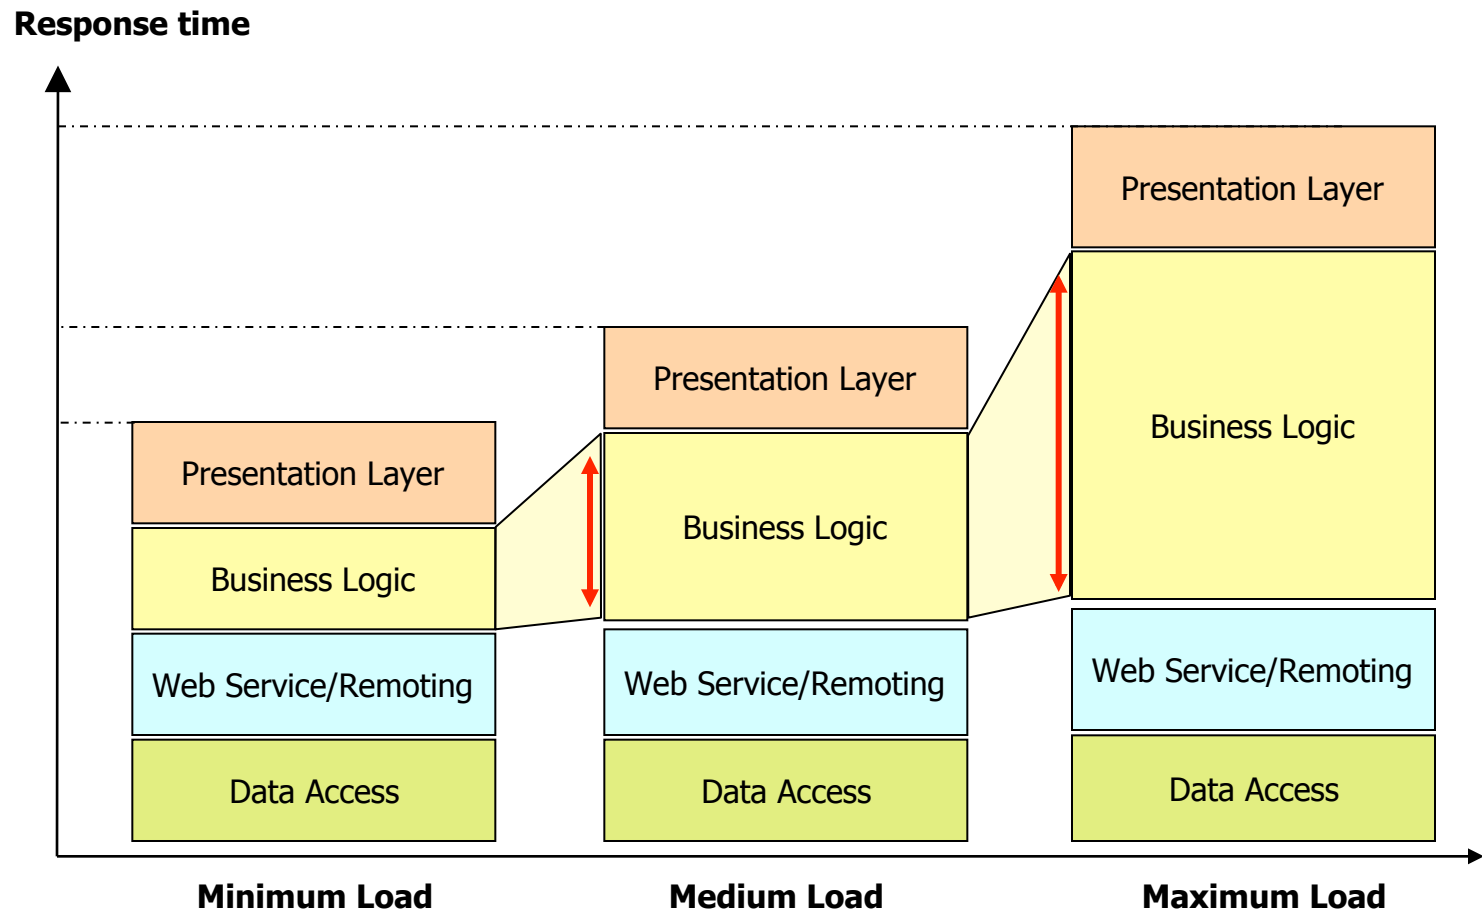 Response time
Presentation Layer
Business Logic
Web Service/Remoting
Data Access
Presentation Layer
Business Logic
Web Service/Remoting
Data Access
Presentation Layer
Business Logic
Web Service/Remoting
Data Access
Minimum Load
Medium Load
Maximum Load